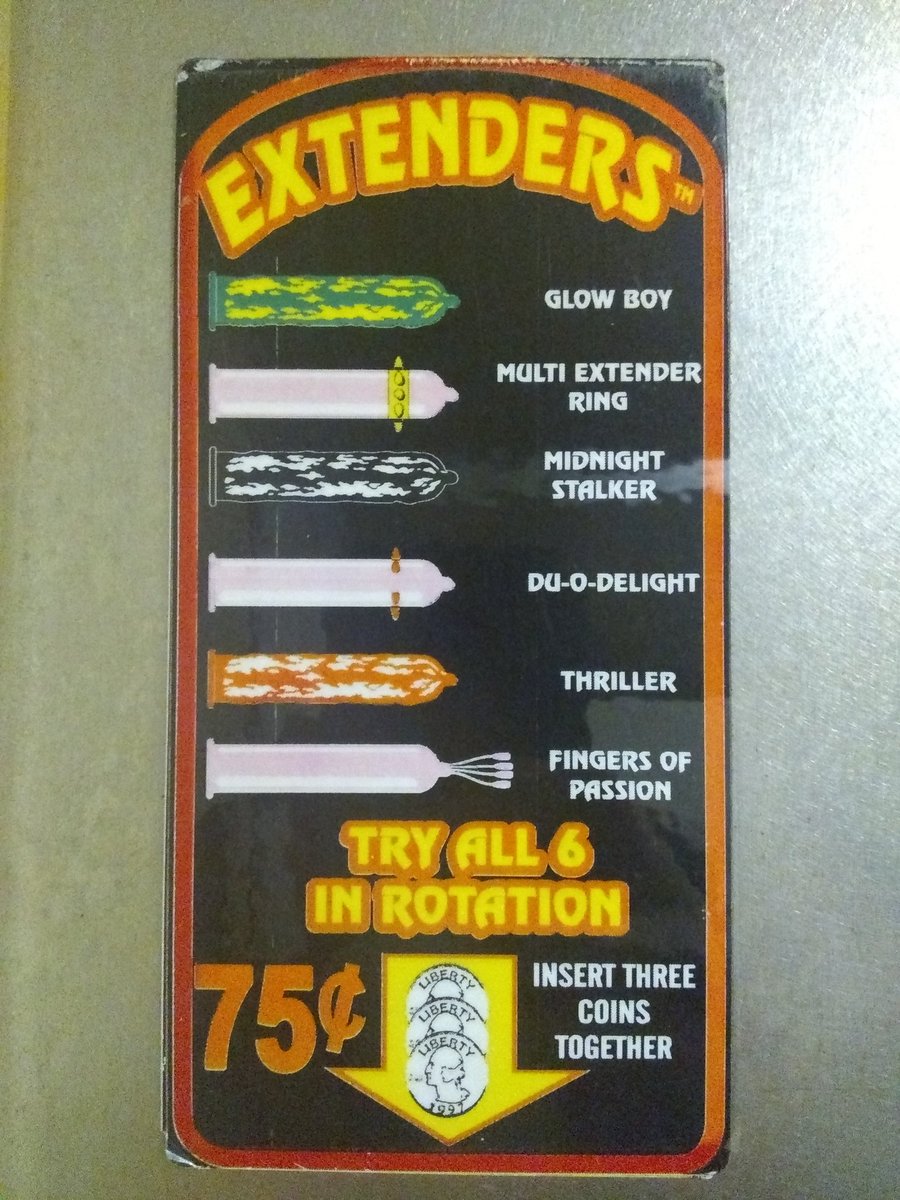 EXTENDERS™
GLOW BOY
MULTI EXTENDER
RING
MIDNIGHT
STALKER
DU-O-DELIGHT
THRILLER
FINGERS OF
PASSION
TRY ALL 6
IN ROTATION
75¢
LIBERTY
LIBERTY
LIBERTY
1997
INSERT THREE
COINS
TOGETHER